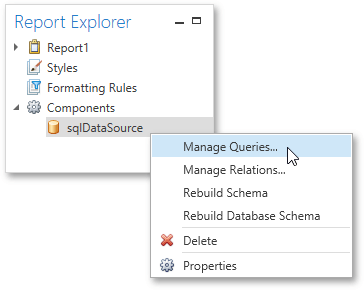 Report Explorer
Report1
Styles
Formatting Rules
Components
sqlDataSource
Manage Queries...
Manage Relations...
Rebuild Schema
Rebuild Database Schema
Delete
Properties